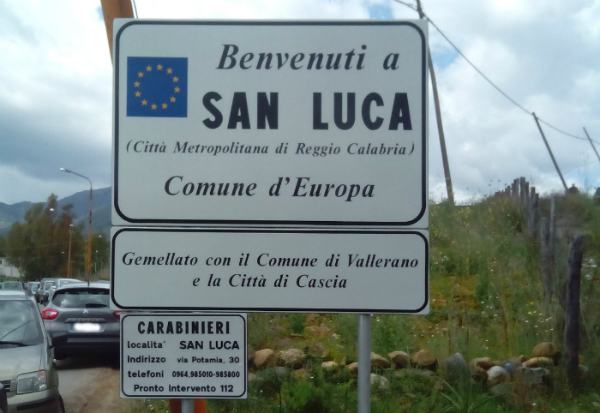 Benvenuti a
SAN LUCA
(Città Metropolitana di Reggio Calabria)
Comune d'Europa
Gemellato con il Comune di Vallerano
e la Città di Cascia
CARABINIERI
localita' SAN LUCA
Indirizzo via Potamia, 30
telefoni 0964.985010-985800
Pronto Intervento 112